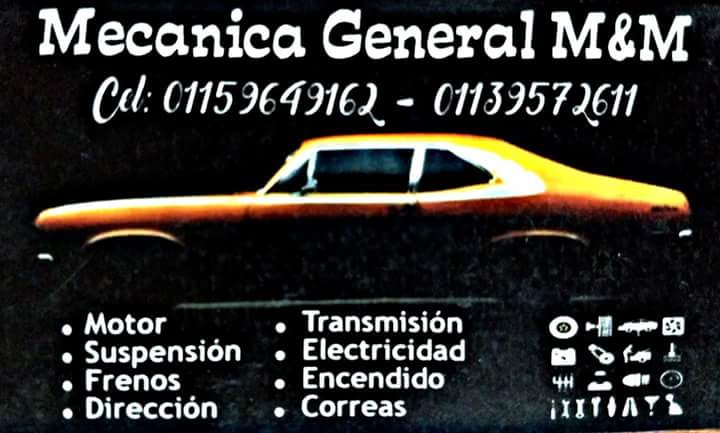 Mecanica General M&M
Cel: 01159649162 - 01139572611
• Motor
• Suspensión
• Frenos
• Dirección
• Transmisión
• Electricidad
• Encendido
• Correas